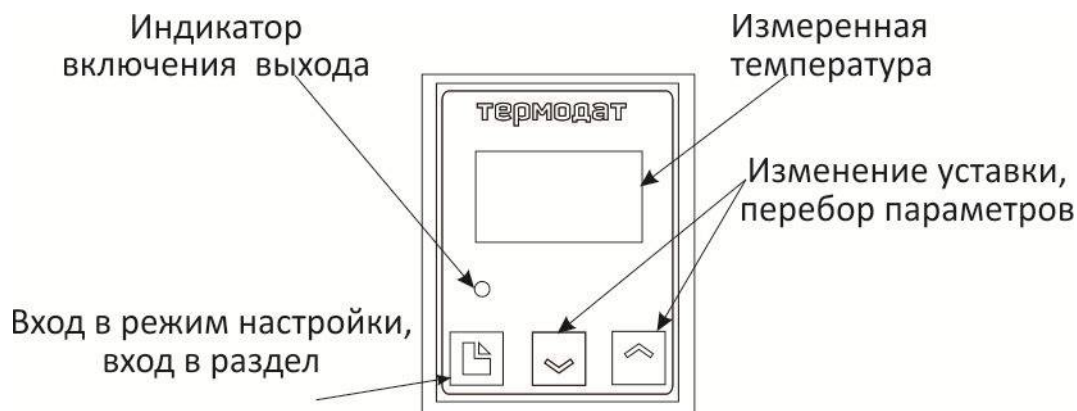 Индикатор
включения выхода
Измеренная
температура
термодат
Изменение уставки,
перебор параметров
Вход в режим настройки,
вход в раздел